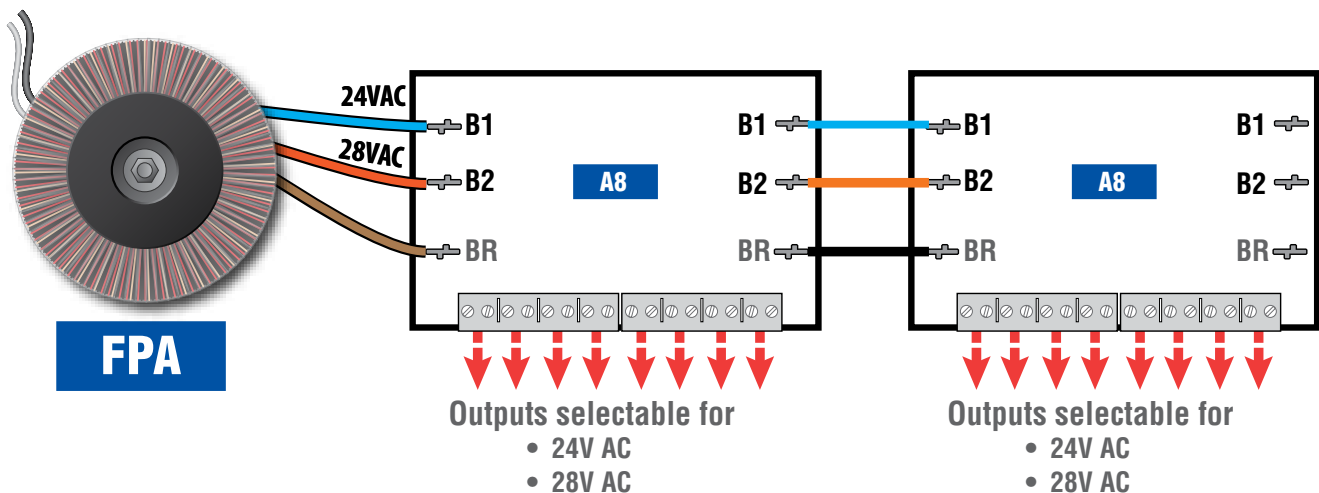 24VAC
28VAC
B1
B2
BR
A8
B1
B2
BR
B1
B2
BR
A8
B1
B2
BR
FPA
Outputs selectable for
• 24V AC
• 28V AC
Outputs selectable for
• 24V AC
• 28V AC